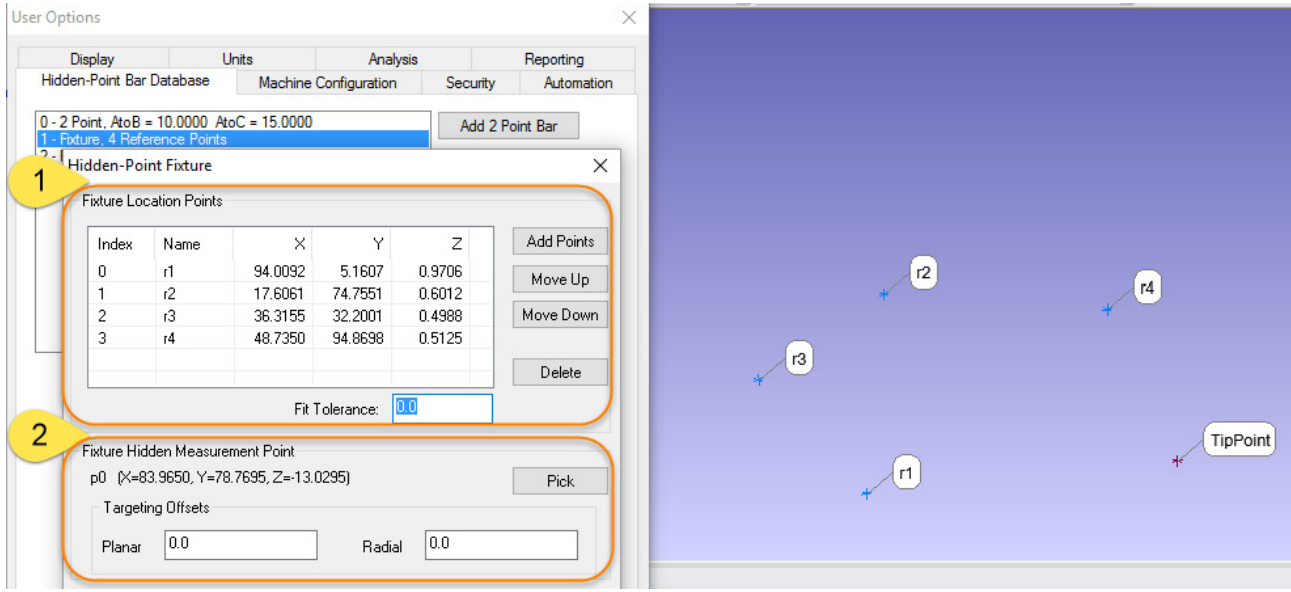 User Options
Display Units Analysis Reporting
Hidden-Point Bar Database Machine Configuration Security Automation
0 - 2 Point, AtoB = 10.0000 AtoC = 15.0000
Add 2 Point Bar
1 - Fixture, 4 Reference Points
2 -
Hidden-Point Fixture
1
Fixture Location Points
Index Name X Y Z
0 r1 94.0092 5.1607 0.9706
1 r2 17.6061 74.7551 0.6012
2 r3 36.3155 32.2001 0.4988
3 r4 48.7350 94.8698 0.5125
Add Points
Move Up
Move Down
Delete
Fit Tolerance: 0.0
2
Fixture Hidden Measurement Point
p0 (X=83.9650, Y=78.7695, Z=-13.0295)
Pick
Targeting Offsets
Planar 0.0 Radial 0.0
r2
r4
r3
TipPoint
r1